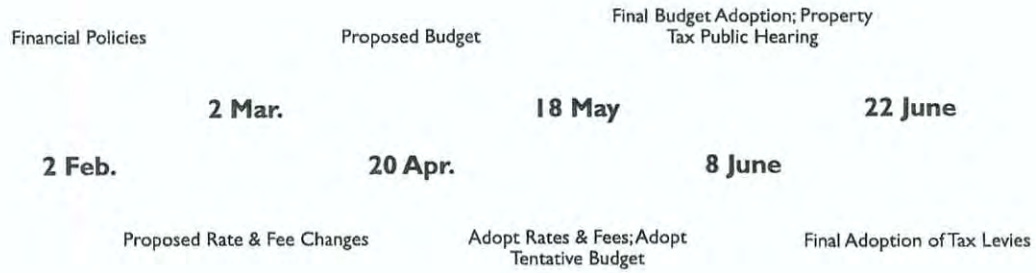 Final Budget Adoption; Property
Tax Public Hearing
Financial Policies
Proposed Budget
2 Mar.
18 May
22 June
2 Feb.
20 Apr.
8 June
Proposed Rate & Fee Changes
Adopt Rates & Fees; Adopt
Tentative Budget
Final Adoption of Tax Levies